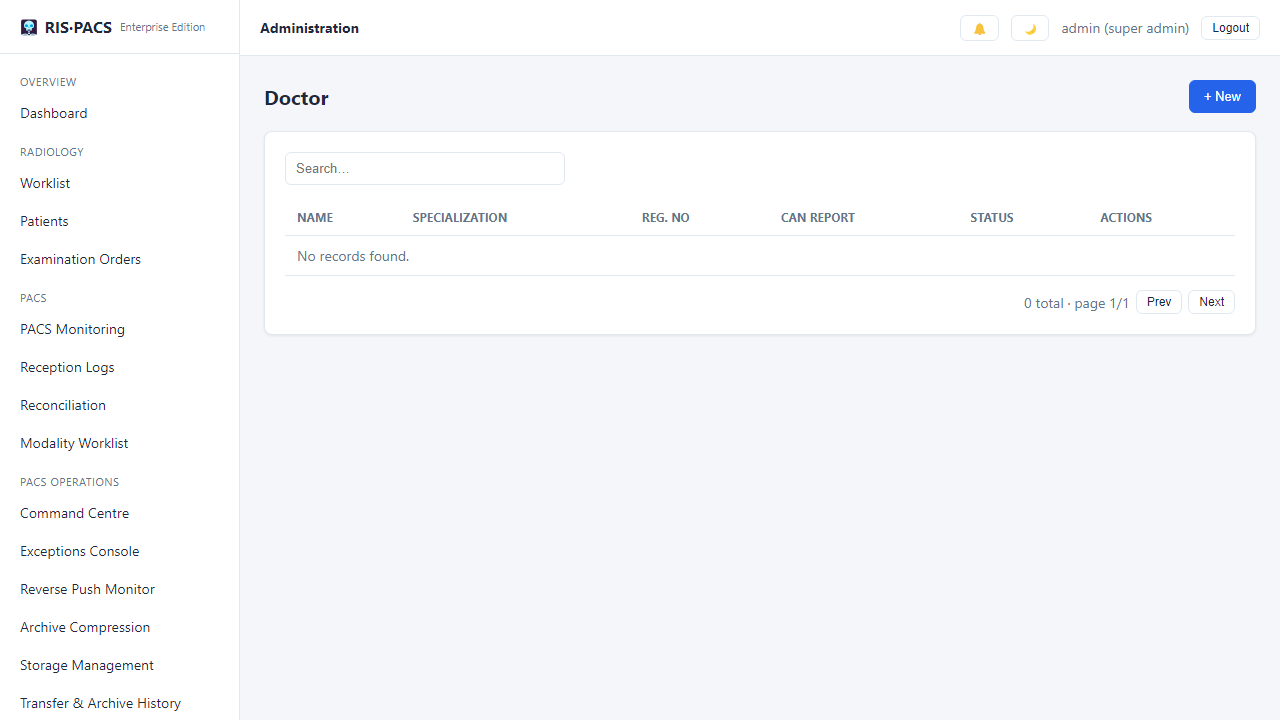 RIS·PACS Enterprise Edition
OVERVIEW
Dashboard
RADIOLOGY
Worklist
Patients
Examination Orders
PACS
PACS Monitoring
Reception Logs
Reconciliation
Modality Worklist
PACS OPERATIONS
Command Centre
Exceptions Console
Reverse Push Monitor
Archive Compression
Storage Management
Transfer & Archive History
Administration
admin (super admin) Logout
Doctor
+ New
Search...
NAME SPECIALIZATION REG. NO CAN REPORT STATUS ACTIONS
No records found.
0 total · page 1/1 Prev Next